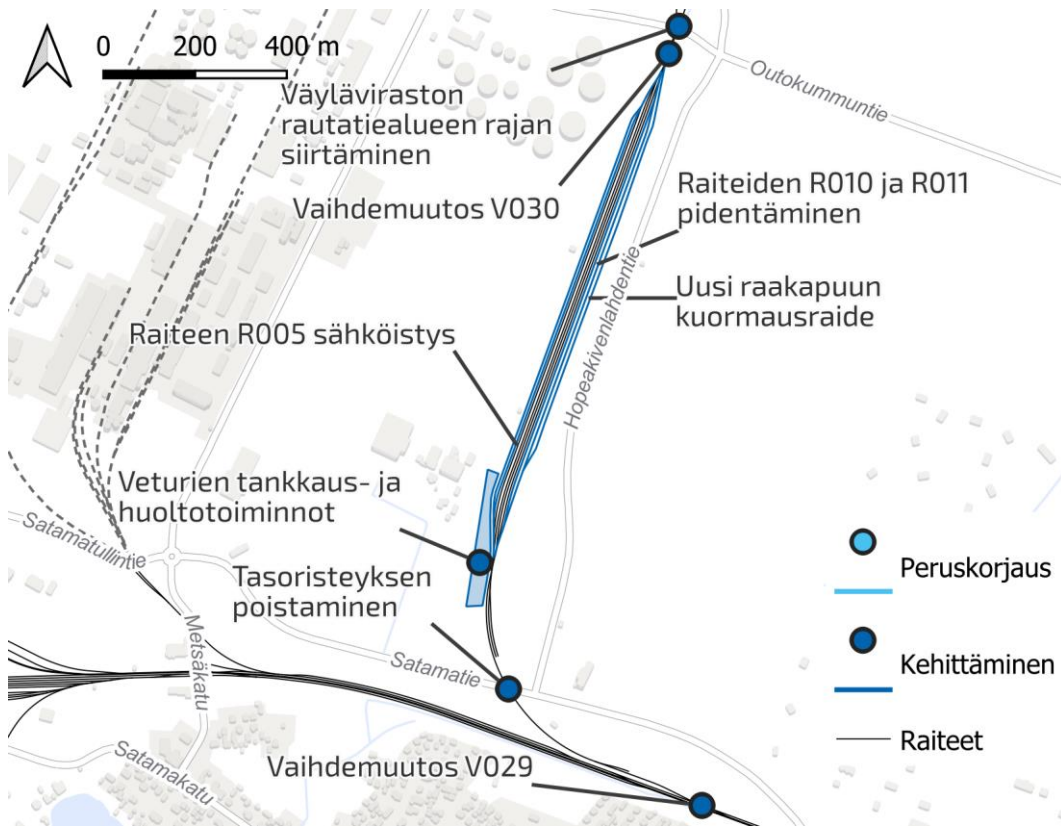 0 200 400 m
Väyläviraston
rautatiealueen rajan
siirtäminen
Outokummuntie
Vaihdemuutos V030
Raiteiden R010 ja R011
pidentäminen
Uusi raakapuun
kuormausraide
Hopeakivenlahdentie
Raiteen R005 sähköistys
Veturien tankkaus- ja
huoltotoiminnot
Satamatullintie
Tasoristeyksen
poistaminen
Metsäkatu
Satamatie
Satamakatu
Vaihdemuutos V029
Peruskorjaus
Kehittäminen
Raiteet